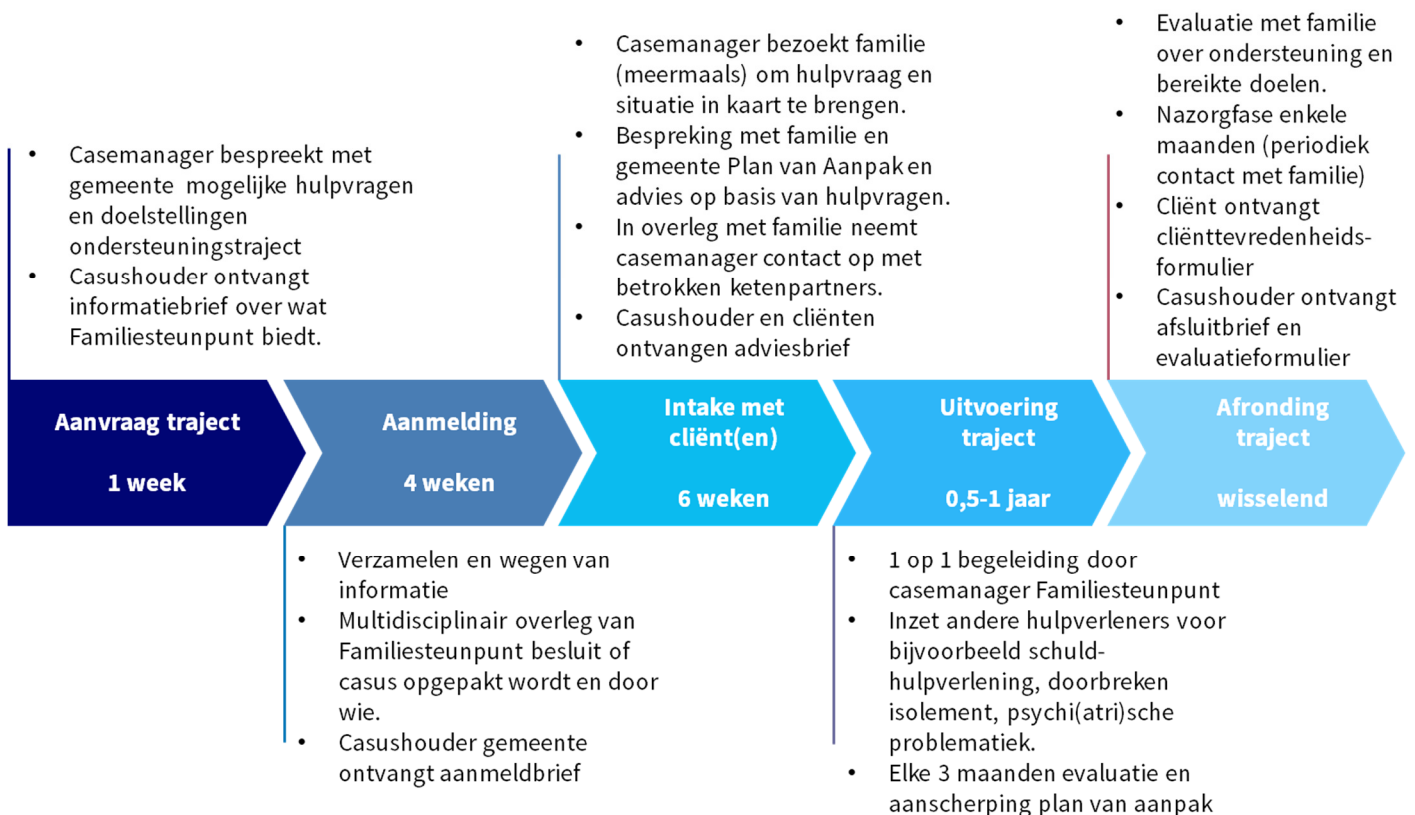 • Casemanager bespreekt met
gemeente mogelijke hulpvragen
en doelstellingen
ondersteuningstraject
• Casushouder ontvangt
informatiebrief over wat
Familiesteunpunt biedt.
• Casemanager bezoekt familie
(meermaals) om hulpvraag en
situatie in kaart te brengen.
• Bespreking met familie en
gemeente Plan van Aanpak en
advies op basis van hulpvragen.
• In overleg met familie neemt
casemanager contact op met
betrokken ketenpartners.
• Casushouder en cliënten
ontvangen adviesbrief
• Evaluatie met familie
over ondersteuning en
bereikte doelen.
• Nazorgfase enkele
maanden (periodiek
contact met familie)
• Cliënt ontvangt
cliënttevredenheids-
formulier
• Casushouder ontvangt
afsluitbrief en
evaluatieformulier
Aanvraag traject
1 week
Aanmelding
4 weken
Intake met
cliënt(en)
6 weken
Uitvoering
traject
0,5-1 jaar
Afronding
traject
wisselend
• Verzamelen en wegen van
informatie
• Multidisciplinair overleg van
Familiesteunpunt besluit of
casus opgepakt wordt en door
wie.
• Casushouder gemeente
ontvangt aanmeldbrief
• 1 op 1 begeleiding door
casemanager Familiesteunpunt
• Inzet andere hulpverleners voor
bijvoorbeeld schuld-
hulpverlening, doorbreken
isolement, psychi(atri)sche
problematiek.
• Elke 3 maanden evaluatie en
aanscherping plan van aanpak